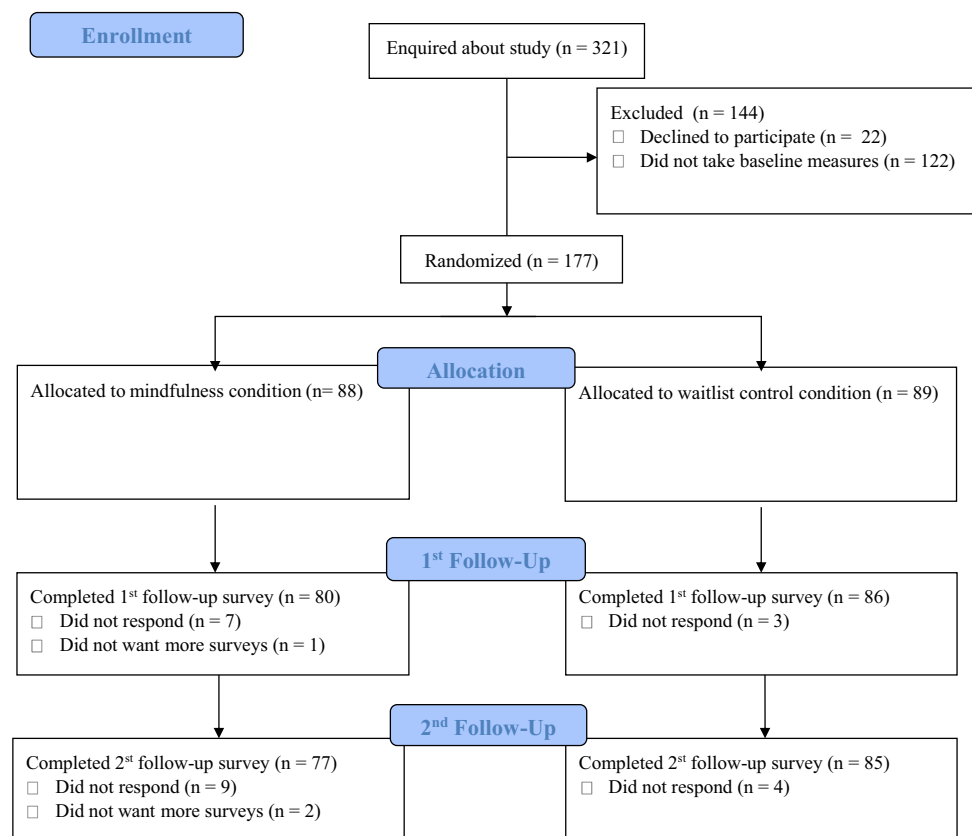 Enrollment
Enquired about study (n = 321)
Excluded (n = 144)
□ Declined to participate (n = 22)
□ Did not take baseline measures (n = 122)
Randomized (n = 177)
Allocation
Allocated to mindfulness condition (n= 88)
Allocated to waitlist control condition (n = 89)
1st Follow-Up
Completed 1st follow-up survey (n = 80)
□ Did not respond (n = 7)
□ Did not want more surveys (n = 1)
Completed 1st follow-up survey (n = 86)
□ Did not respond (n = 3)
2nd Follow-Up
Completed 2st follow-up survey (n = 77)
□ Did not respond (n = 9)
□ Did not want more surveys (n = 2)
Completed 2st follow-up survey (n = 85)
□ Did not respond (n = 4)